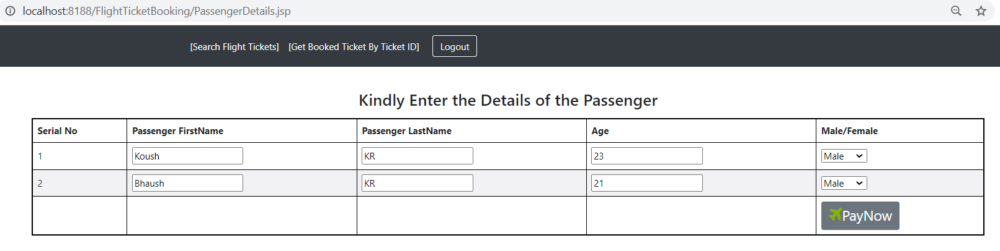 localhost:8188/FlightTicketBooking/PassengerDetails.jsp
[Search Flight Tickets] [Get Booked Ticket By Ticket ID] Logout
Kindly Enter the Details of the Passenger
Serial No Passenger FirstName Passenger LastName Age Male/Female
1 Koush KR 23 Male
2 Bhaush KR 21 Male
PayNow